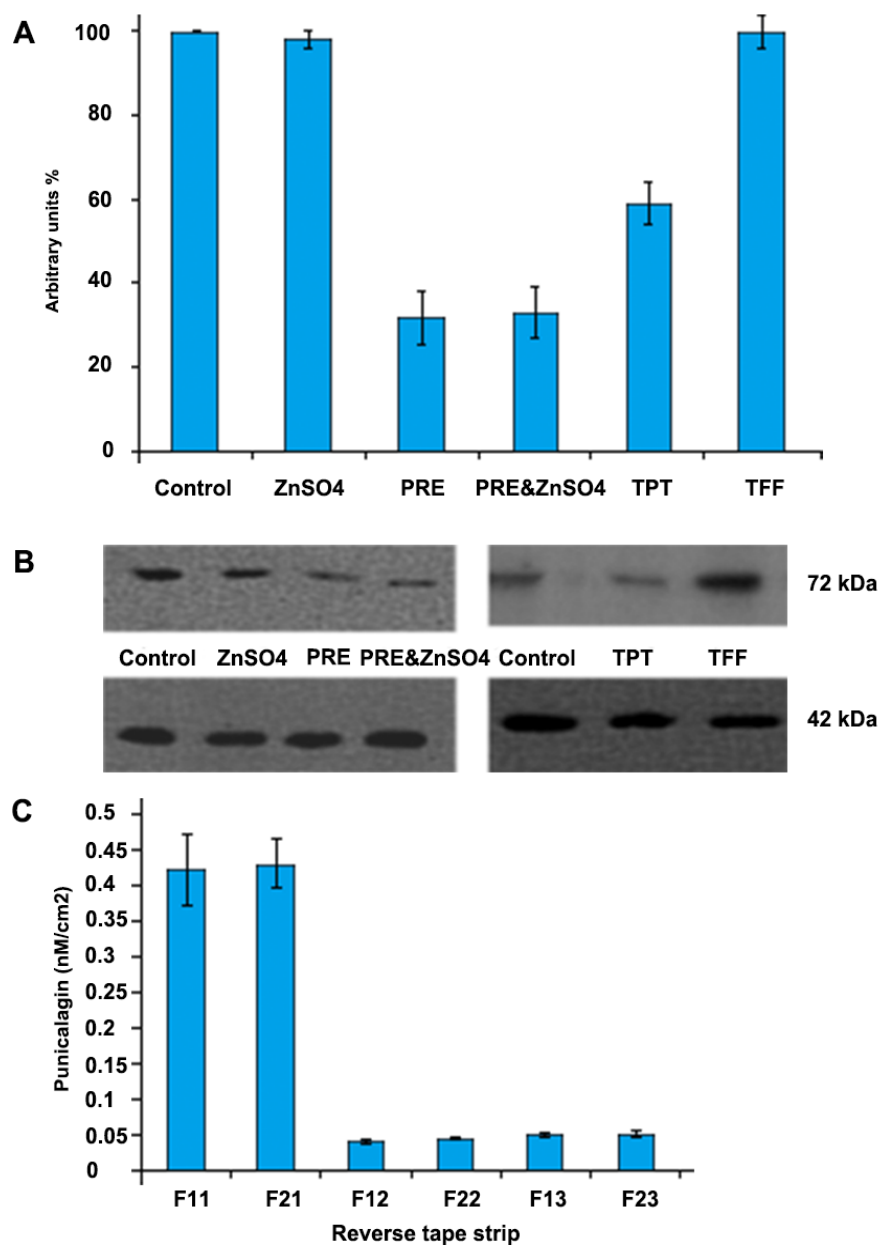 A
100
80
60
40
20
0
Arbitrary units %
Control ZnSO4 PRE PRE&ZnSO4 TPT TFF
B
72 kDa
Control ZnSO4 PRE PRE&ZnSO4 Control TPT TFF
42 kDa
C
0.5
0.45
0.4
0.35
0.3
0.25
0.2
0.15
0.1
0.05
0
Punicalagin (nM/cm2)
F11 F21 F12 F22 F13 F23
Reverse tape strip